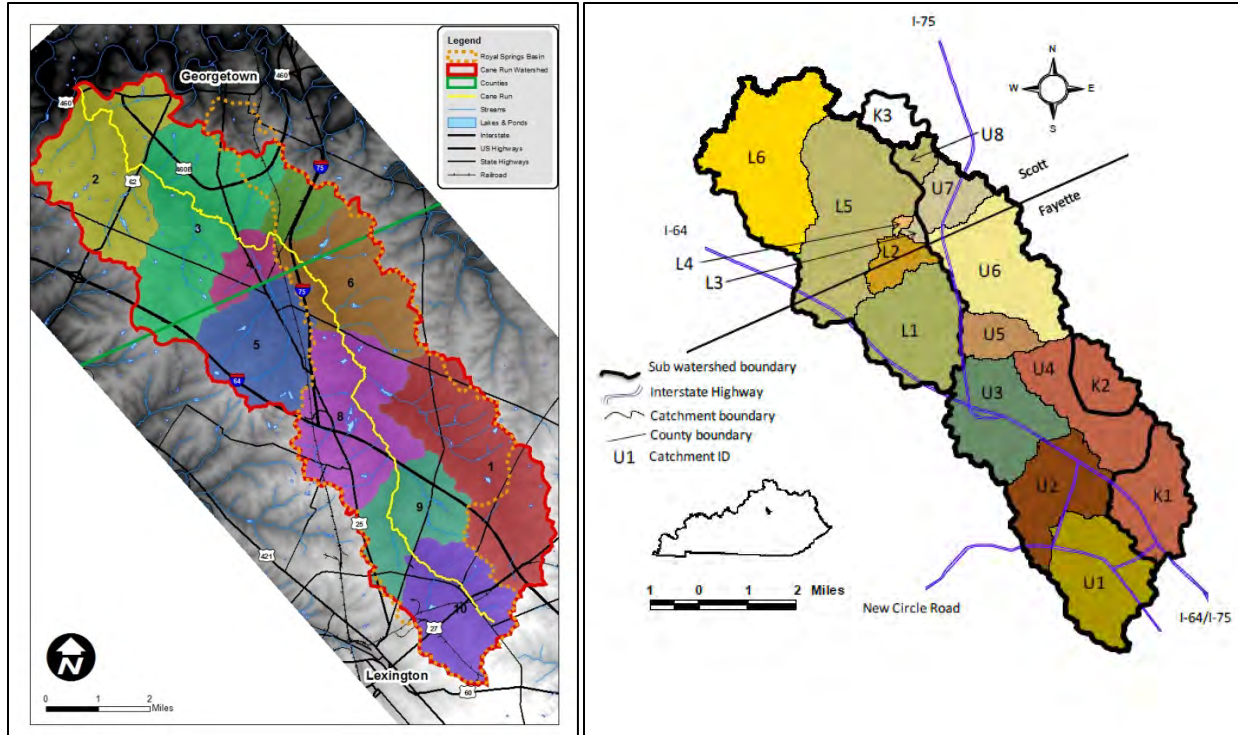 Legend
Royal Springs Basin
Cane Run Watershed
Counties
Cane Run
Streams
Lakes & Ponds
Interstate
US Highways
State Highways
Railroad
Georgetown
460
460
460B
75
62
2
3
4
6
75
5
64
8
1
9
25
421
10
27
Lexington
60
N
0 1 2
Miles
I-75
N
W E
S
K3
U8
L6
U7
Scott
Fayette
L5
I-64
L4
L2
L3
U6
L1
U5
U4
K2
U3
U2
K1
U1
Sub watershed boundary
Interstate Highway
Catchment boundary
County boundary
U1 Catchment ID
1 0 1 2 Miles
New Circle Road
I-64/I-75